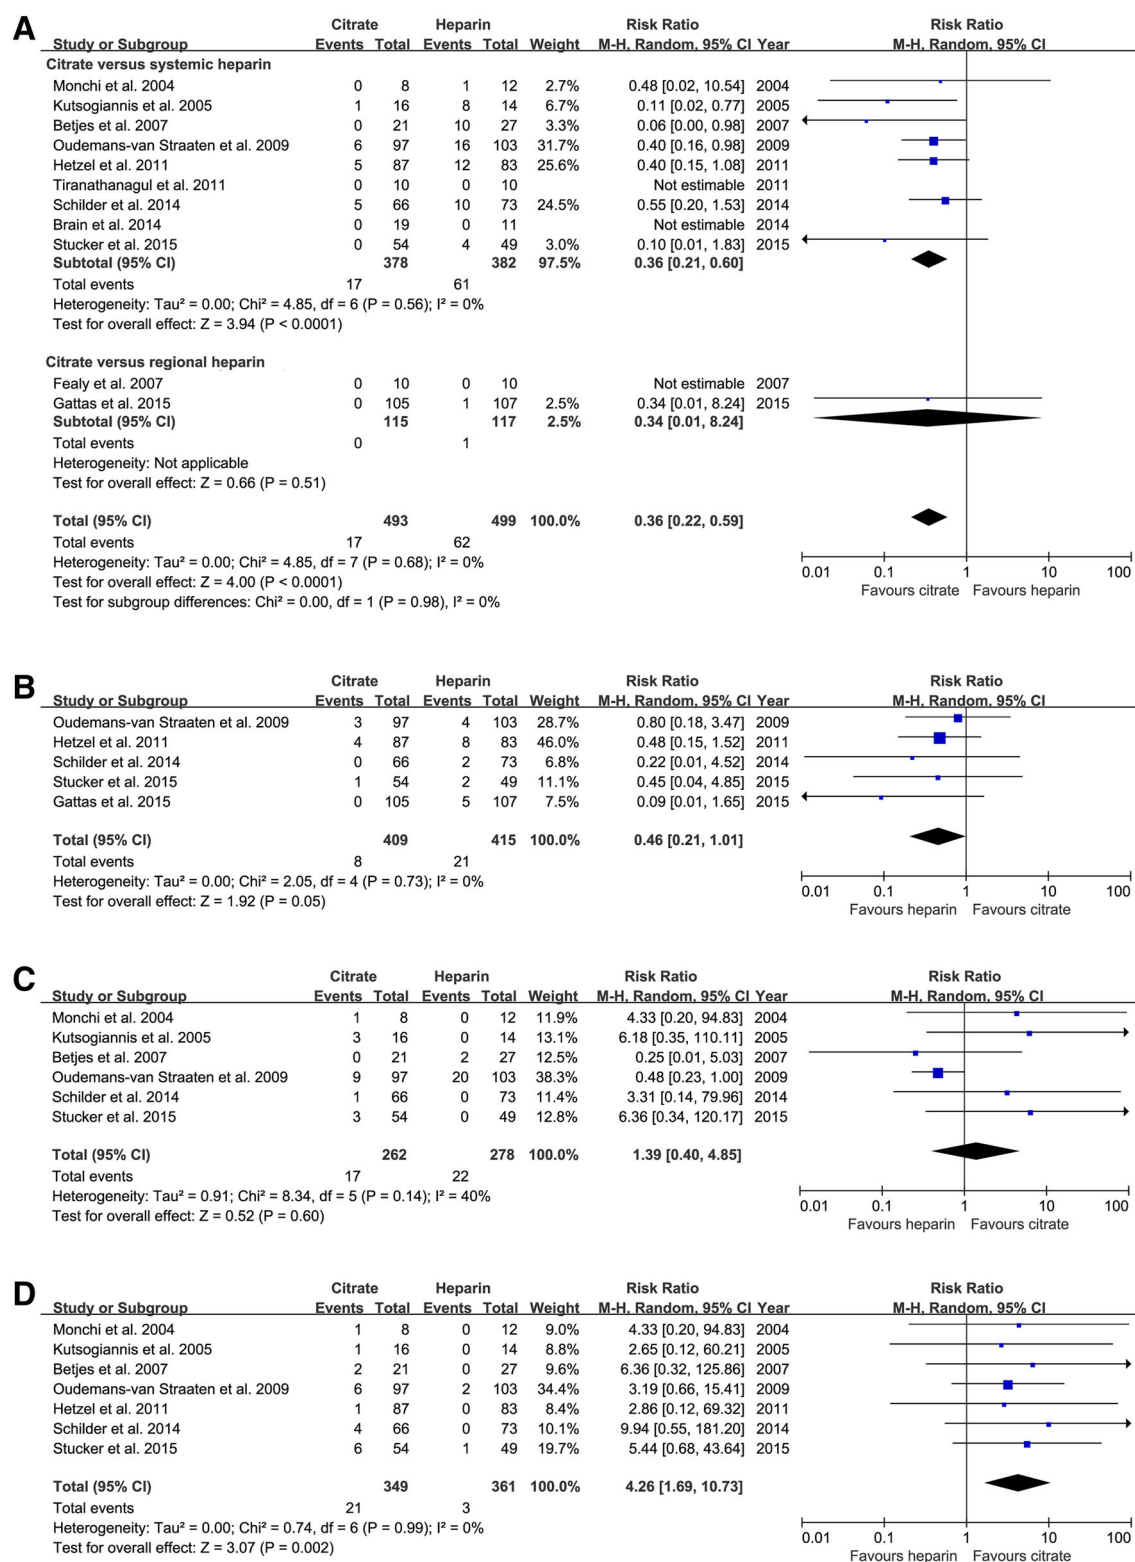 A
Citrate Heparin Risk Ratio Risk Ratio
Study or Subgroup Events Total Events Total Weight M-H, Random, 95% CI Year M-H, Random, 95% CI
Citrate versus systemic heparin
Monchi et al. 2004 0 8 1 12 2.7% 0.48 [0.02, 10.54] 2004
Kutsogiannis et al. 2005 1 16 8 14 6.7% 0.11 [0.02, 0.77] 2005
Betjes et al. 2007 0 21 10 27 3.3% 0.06 [0.00, 0.98] 2007
Oudemans-van Straaten et al. 2009 6 97 16 103 31.7% 0.40 [0.16, 0.98] 2009
Hetzel et al. 2011 5 87 12 83 25.6% 0.40 [0.15, 1.08] 2011
Tiranathanagul et al. 2011 0 10 0 10 Not estimable 2011
Schilder et al. 2014 5 66 10 73 24.5% 0.55 [0.20, 1.53] 2014
Brain et al. 2014 0 19 0 11 Not estimable 2014
Stucker et al. 2015 0 54 4 49 3.0% 0.10 [0.01, 1.83] 2015
Subtotal (95% CI) 378 382 97.5% 0.36 [0.21, 0.60]
Total events 17 61
Heterogeneity: Tau² = 0.00; Chi² = 4.85, df = 6 (P = 0.56); I² = 0%
Test for overall effect: Z = 3.94 (P < 0.0001)
Citrate versus regional heparin
Fealy et al. 2007 0 10 0 10 Not estimable 2007
Gattas et al. 2015 0 105 1 107 2.5% 0.34 [0.01, 8.24] 2015
Subtotal (95% CI) 115 117 2.5% 0.34 [0.01, 8.24]
Total events 0 1
Heterogeneity: Not applicable
Test for overall effect: Z = 0.66 (P = 0.51)
Total (95% CI) 493 499 100.0% 0.36 [0.22, 0.59]
Total events 17 62
Heterogeneity: Tau² = 0.00; Chi² = 4.85, df = 7 (P = 0.68); I² = 0%
Test for overall effect: Z = 4.00 (P < 0.0001)
Test for subgroup differences: Chi² = 0.00, df = 1 (P = 0.98), I² = 0%
0.01 0.1 1 10 100
Favours citrate Favours heparin
B
Citrate Heparin Risk Ratio Risk Ratio
Study or Subgroup Events Total Events Total Weight M-H, Random, 95% CI Year M-H, Random, 95% CI
Oudemans-van Straaten et al. 2009 3 97 4 103 28.7% 0.80 [0.18, 3.47] 2009
Hetzel et al. 2011 4 87 8 83 46.0% 0.48 [0.15, 1.52] 2011
Schilder et al. 2014 0 66 2 73 6.8% 0.22 [0.01, 4.52] 2014
Stucker et al. 2015 1 54 2 49 11.1% 0.45 [0.04, 4.85] 2015
Gattas et al. 2015 0 105 5 107 7.5% 0.09 [0.01, 1.65] 2015
Total (95% CI) 409 415 100.0% 0.46 [0.21, 1.01]
Total events 8 21
Heterogeneity: Tau² = 0.00; Chi² = 2.05, df = 4 (P = 0.73); I² = 0%
Test for overall effect: Z = 1.92 (P = 0.05)
0.01 0.1 1 10 100
Favours heparin Favours citrate
C
Citrate Heparin Risk Ratio Risk Ratio
Study or Subgroup Events Total Events Total Weight M-H, Random, 95% CI Year M-H, Random, 95% CI
Monchi et al. 2004 1 8 0 12 11.9% 4.33 [0.20, 94.83] 2004
Kutsogiannis et al. 2005 3 16 0 14 13.1% 6.18 [0.35, 110.11] 2005
Betjes et al. 2007 0 21 2 27 12.5% 0.25 [0.01, 5.03] 2007
Oudemans-van Straaten et al. 2009 9 97 20 103 38.3% 0.48 [0.23, 1.00] 2009
Schilder et al. 2014 1 66 0 73 11.4% 3.31 [0.14, 79.96] 2014
Stucker et al. 2015 3 54 0 49 12.8% 6.36 [0.34, 120.17] 2015
Total (95% CI) 262 278 100.0% 1.39 [0.40, 4.85]
Total events 17 22
Heterogeneity: Tau² = 0.91; Chi² = 8.34, df = 5 (P = 0.14); I² = 40%
Test for overall effect: Z = 0.52 (P = 0.60)
0.01 0.1 1 10 100
Favours heparin Favours citrate
D
Citrate Heparin Risk Ratio Risk Ratio
Study or Subgroup Events Total Events Total Weight M-H, Random, 95% CI Year M-H, Random, 95% CI
Monchi et al. 2004 1 8 0 12 9.0% 4.33 [0.20, 94.83] 2004
Kutsogiannis et al. 2005 1 16 0 14 8.8% 2.65 [0.12, 60.21] 2005
Betjes et al. 2007 2 21 0 27 9.6% 6.36 [0.32, 125.86] 2007
Oudemans-van Straaten et al. 2009 6 97 2 103 34.4% 3.19 [0.66, 15.41] 2009
Hetzel et al. 2011 1 87 0 83 8.4% 2.86 [0.12, 69.32] 2011
Schilder et al. 2014 4 66 0 73 10.1% 9.94 [0.55, 181.20] 2014
Stucker et al. 2015 6 54 1 49 19.7% 5.44 [0.68, 43.64] 2015
Total (95% CI) 349 361 100.0% 4.26 [1.69, 10.73]
Total events 21 3
Heterogeneity: Tau² = 0.00; Chi² = 0.74, df = 6 (P = 0.99); I² = 0%
Test for overall effect: Z = 3.07 (P = 0.002)
0.01 0.1 1 10 100
Favours heparin Favours citrate